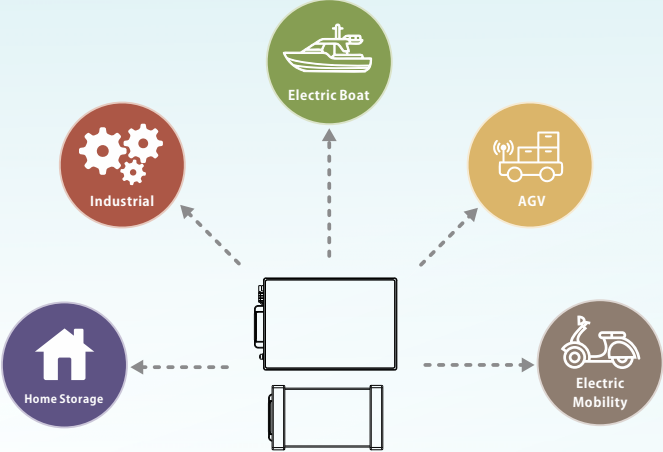 Electric Boat
Industrial
AGV
Home Storage
Electric
Mobility